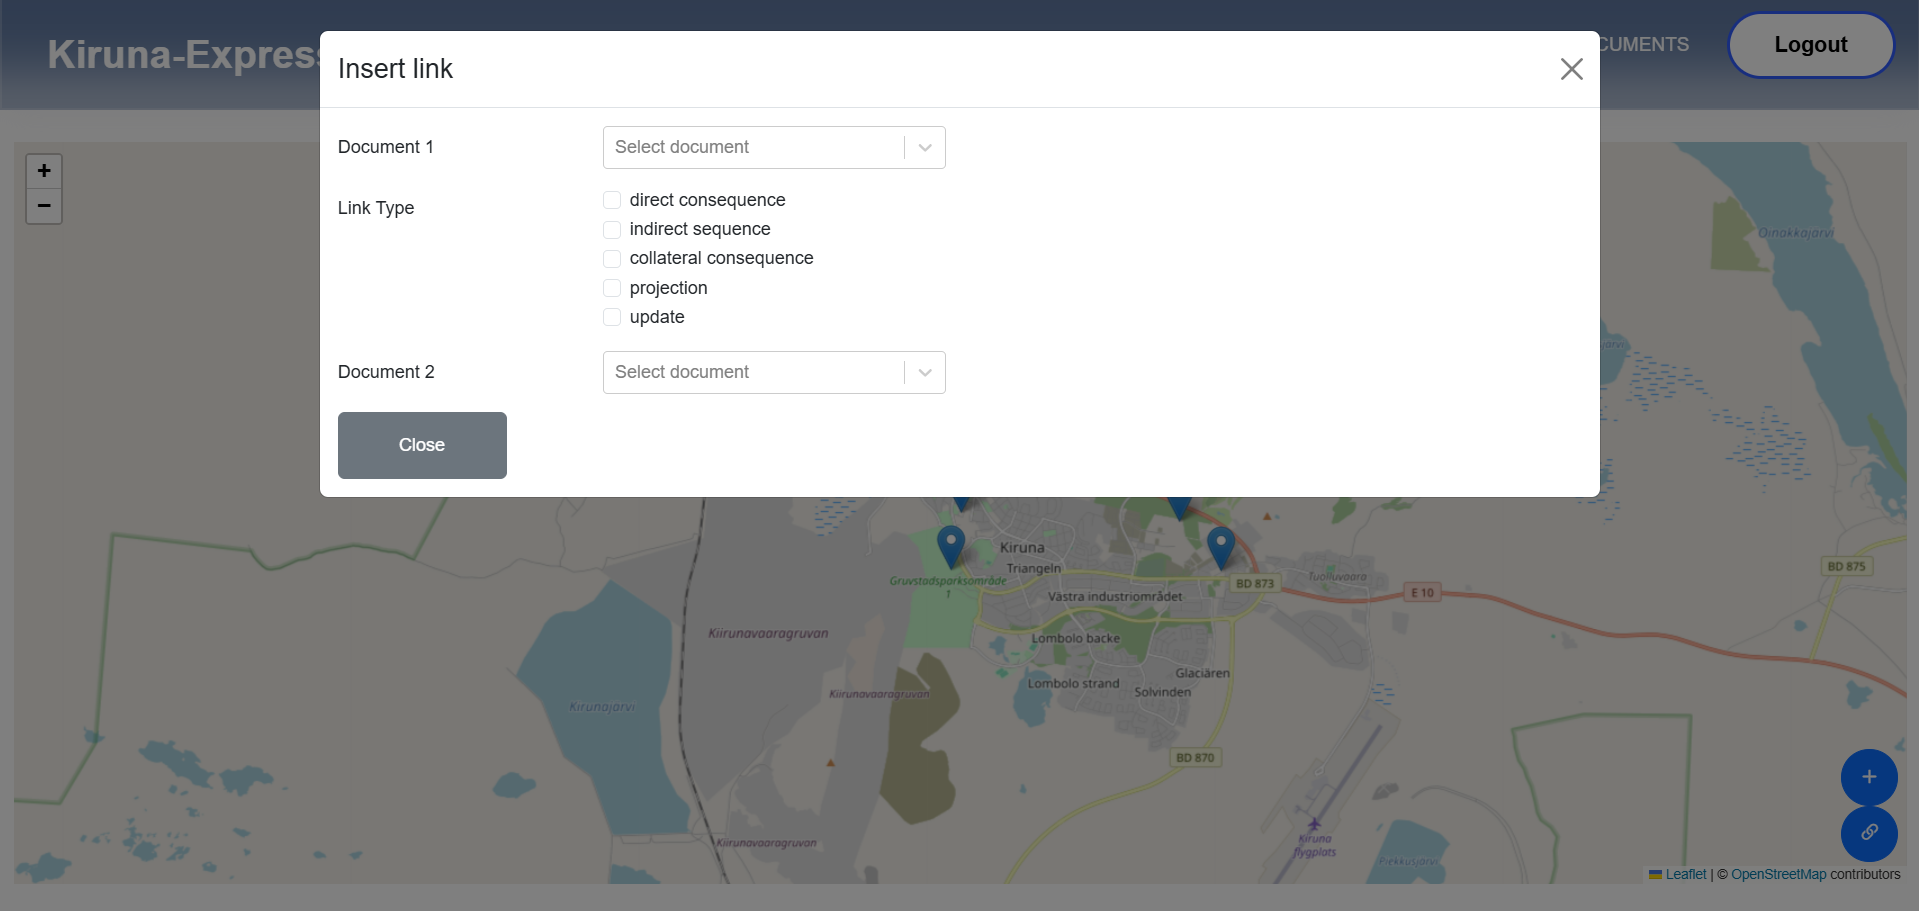 Kiruna-Express
CUMENTS
Logout
Insert link
Document 1
Select document
Link Type
direct consequence
indirect sequence
collateral consequence
projection
update
Document 2
Select document
Close
+
−
Oinakkajärvi
järvi
Kiruna
Triangeln
Gruvstadsparksområde
1
Västra industriområdet
BD 873
Tuolluvaara
E 10
BD 875
Kiirunavaaragruvan
Lombolo backe
Glaciären
Lombolo strand
Solvinden
Kiirunavaaragruvan
Kirunajärvi
BD 870
+
Kiirunavaaragruvan
Kiruna
flygplats
Piekkusjärvi
Leaflet | © OpenStreetMap contributors